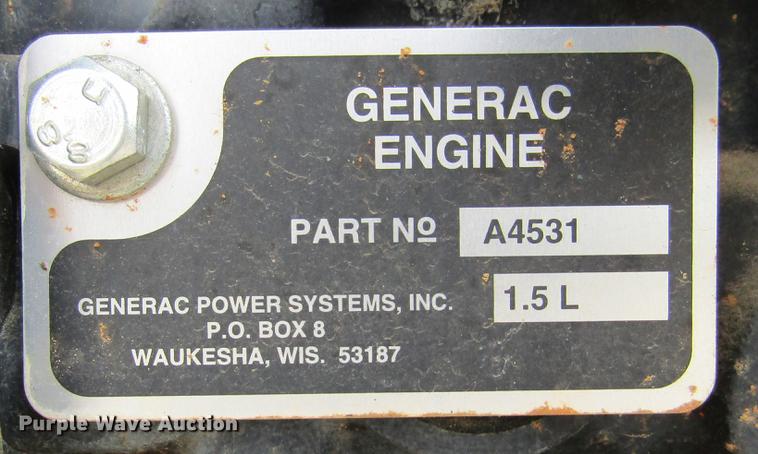 GENERAC
ENGINE
PART Nº A4531
1.5 L
GENERAC POWER SYSTEMS, INC.
P.O. BOX 8
WAUKESHA, WIS. 53187
Purple Wave Auction